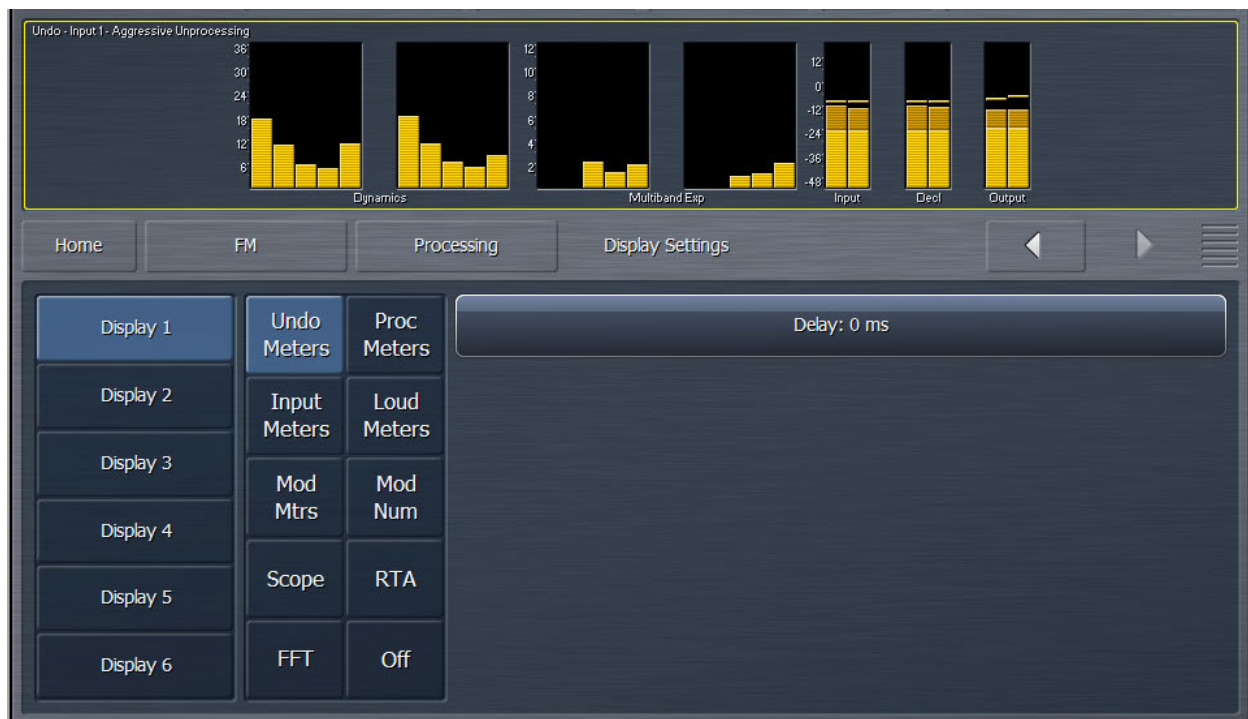 Undo - Input 1 - Aggressive Unprocessing
36
30
24
18
12
6
12
10
8
6
4
2
12
0
-12
-24
-36
-48
Dynamics
Multiband Exp
Input
Decl
Output
Home
FM
Processing
Display Settings
Display 1
Display 2
Display 3
Display 4
Display 5
Display 6
Undo
Meters
Proc
Meters
Input
Meters
Loud
Meters
Mod
Mtrs
Mod
Num
Scope
RTA
FFT
Off
Delay: 0 ms